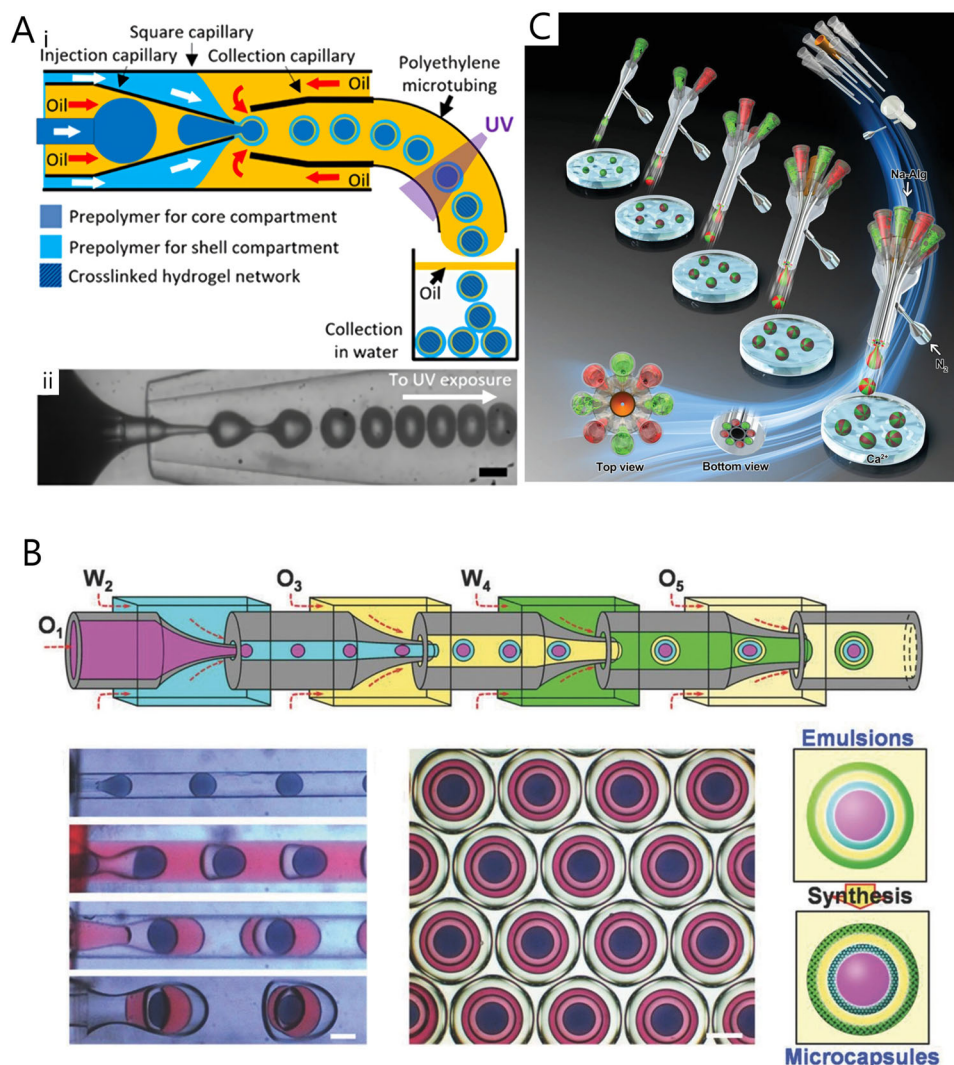 A
i
Square capillary
Injection capillary
Collection capillary
Polyethylene
microtubing
UV
Oil
Oil
Oil
Oil
Prepolymer for core compartment
Prepolymer for shell compartment
Crosslinked hydrogel network
Oil
Collection
in water
ii
To UV exposure
C
Na-Alg
N2
Top view
Bottom view
Ca2+
B
W2
O3
W4
O5
O1
Emulsions
Synthesis
Microcapsules